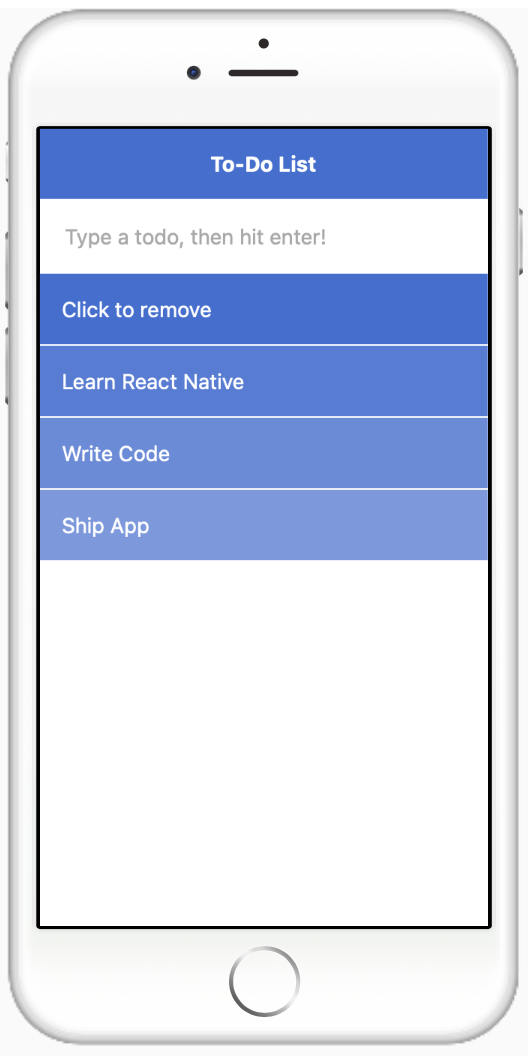 To-Do List
Type a todo, then hit enter!
Click to remove
Learn React Native
Write Code
Ship App